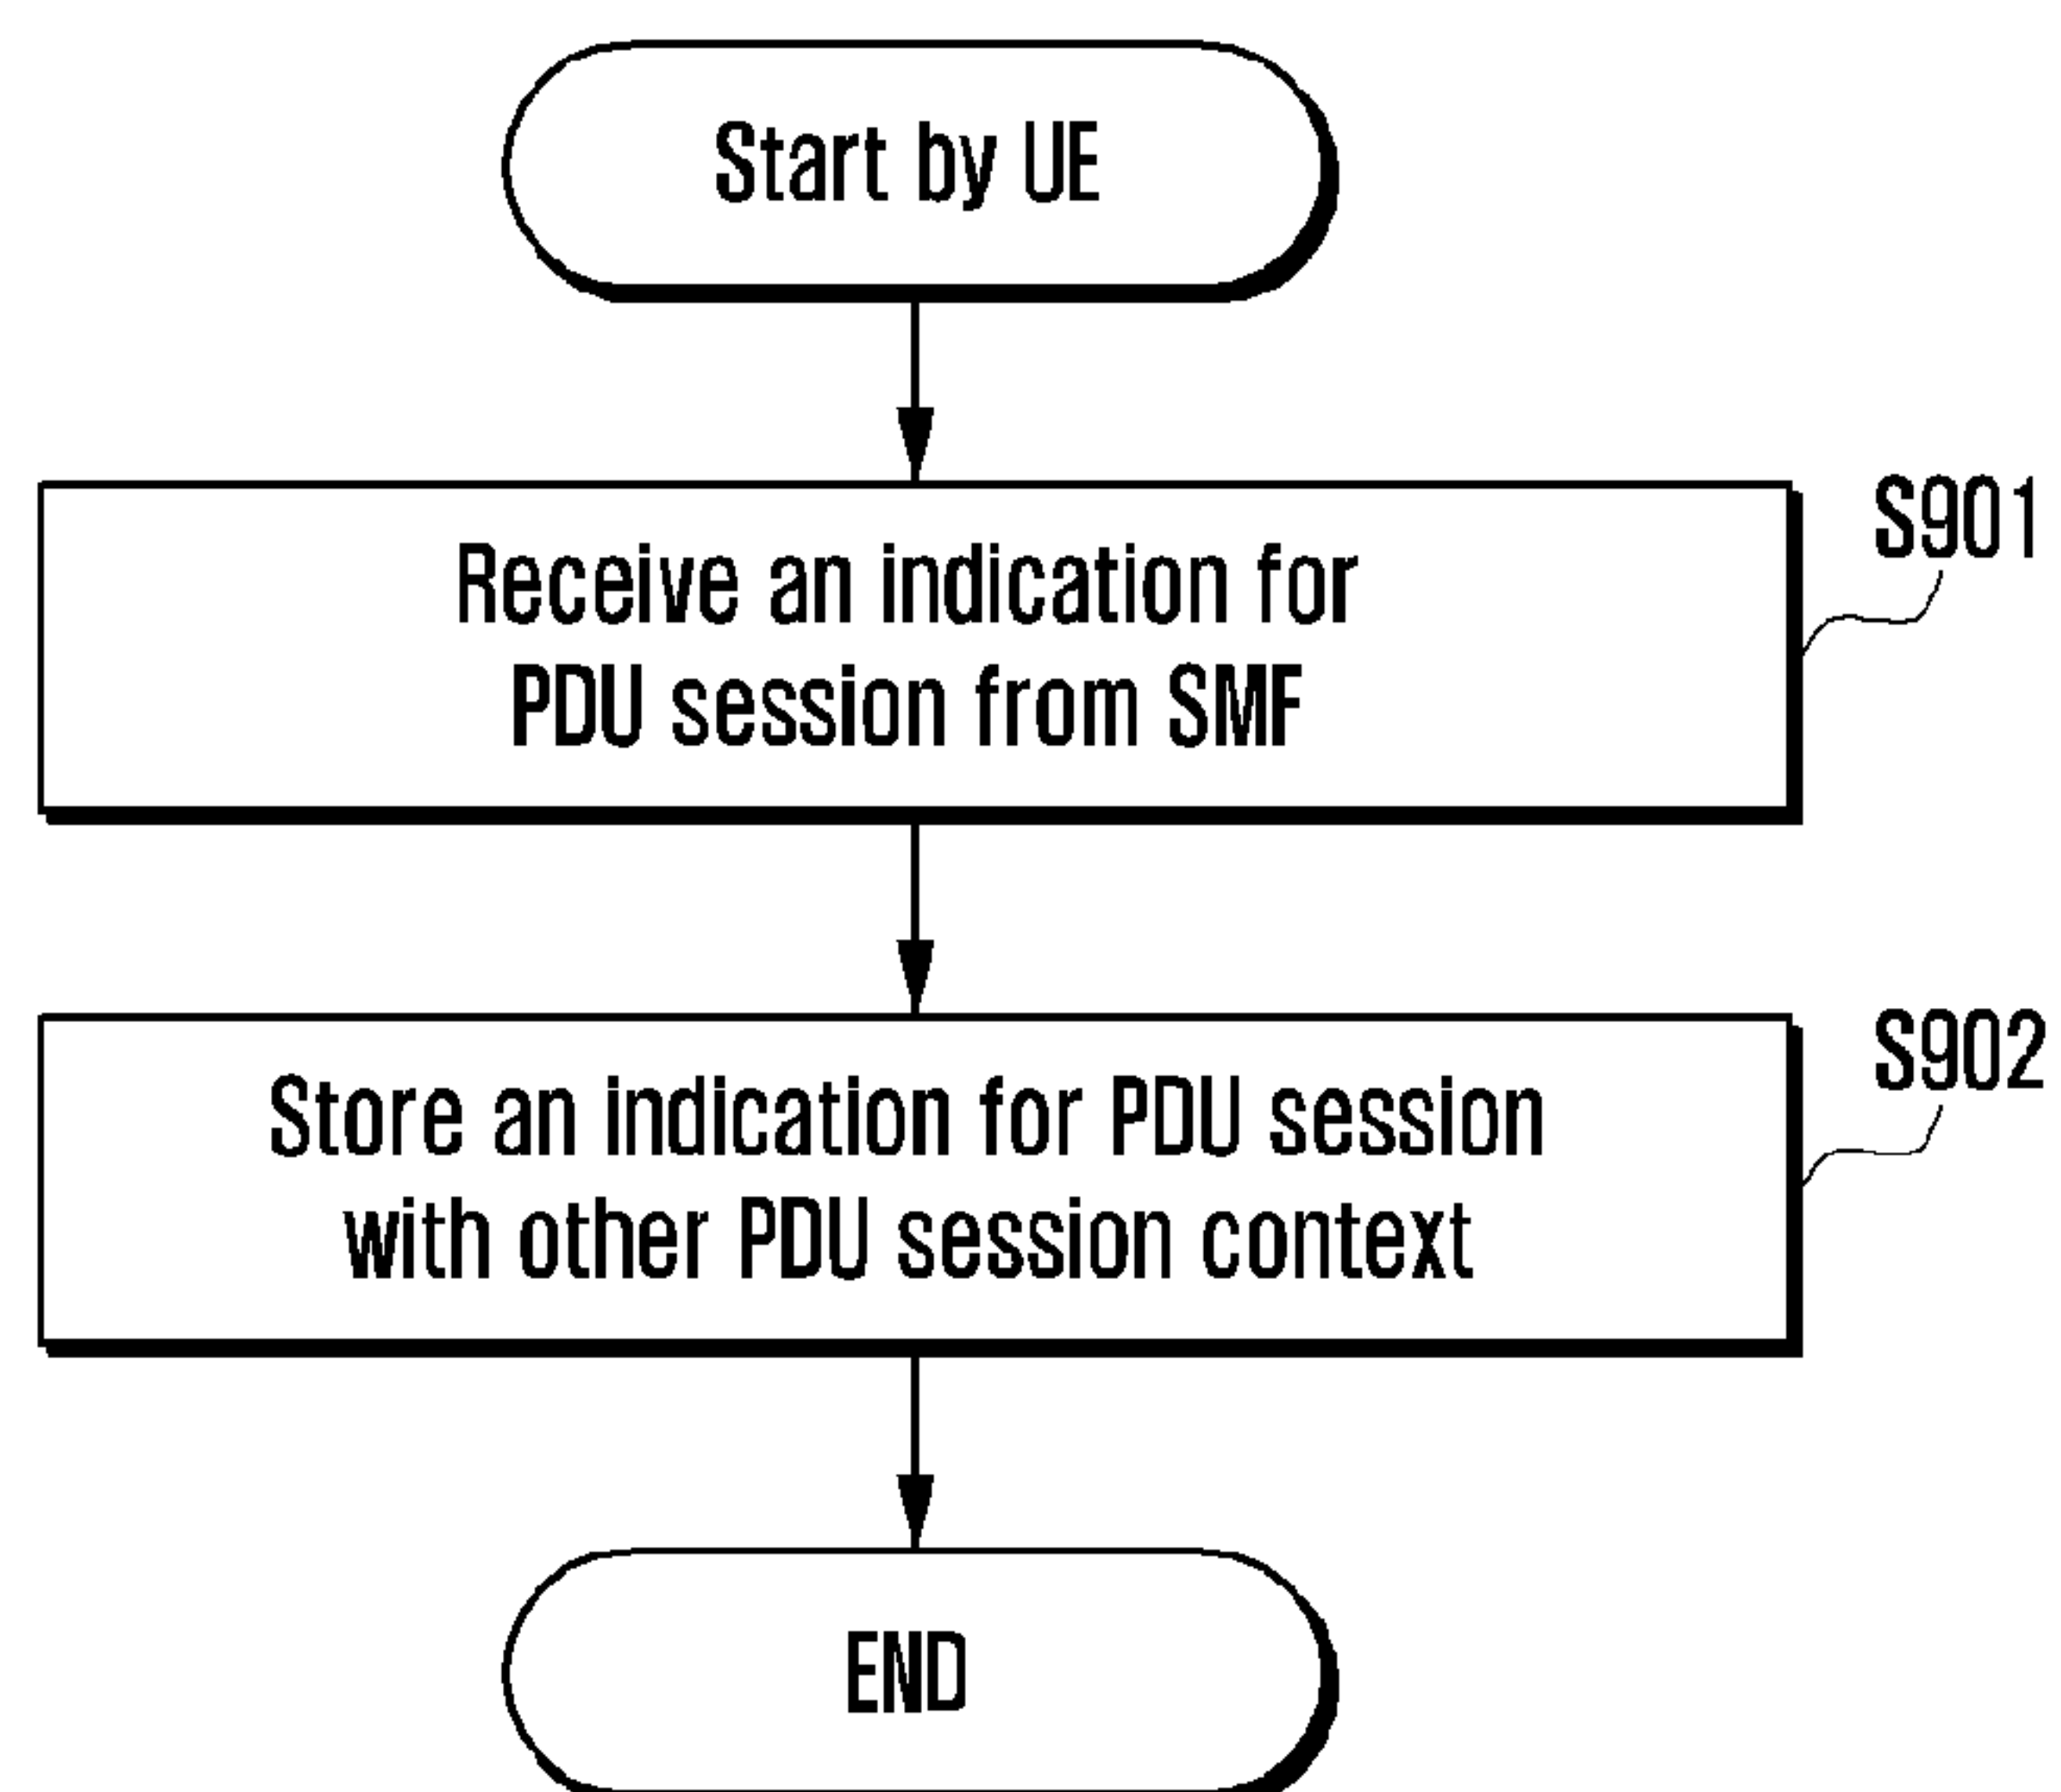 Start by UE
Receive an indication for
PDU session from SMF
S901
Store an indication for PDU session
with other PDU session context
S902
END